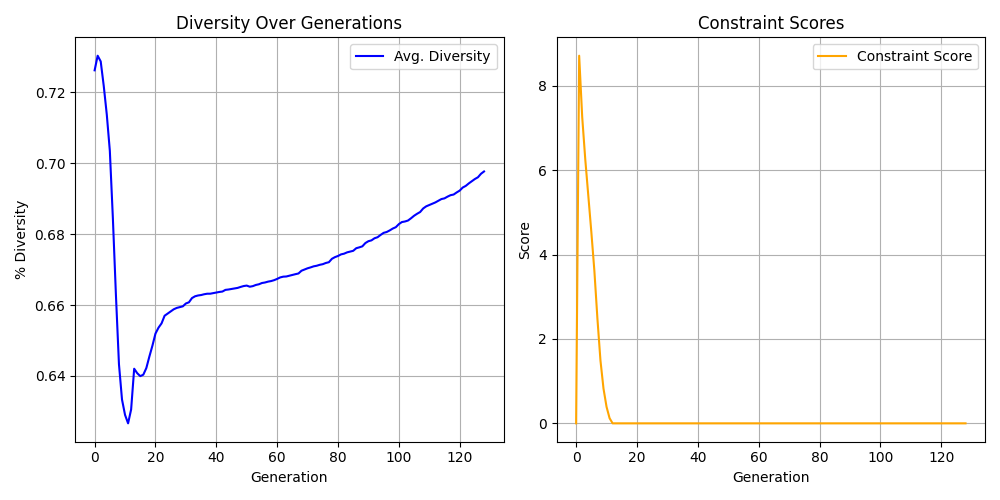 Diversity Over Generations
Avg. Diversity
% Diversity
0.72
0.70
0.68
0.66
0.64
0 20 40 60 80 100 120
Generation
Constraint Scores
Constraint Score
Score
8
6
4
2
0
0 20 40 60 80 100 120
Generation